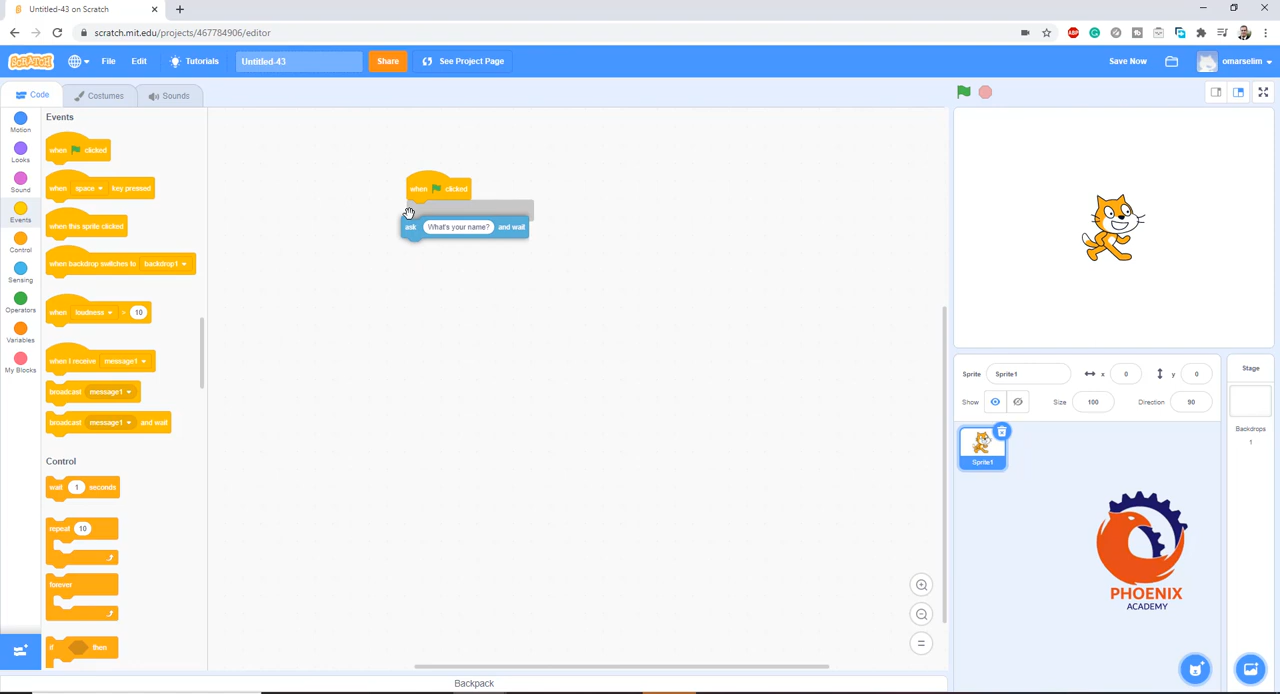 Untitled-43 on Scratch
scratch.mit.edu/projects/467784906/editor
SCRATCH
File
Edit
Tutorials
Untitled-43
Share
See Project Page
Save Now
omarselim
Code
Costumes
Sounds
Motion
Looks
Sound
Events
Control
Sensing
Operators
Variables
My Blocks
Events
when clicked
when space key pressed
when this sprite clicked
when backdrop switches to backdrop1
when loudness > 10
when I receive message1
broadcast message1
broadcast message1 and wait
Control
wait 1 seconds
repeat 10
forever
if then
when clicked
ask What's your name? and wait
Sprite
Sprite1
x 0
y 0
Show
Size 100
Direction 90
Sprite1
Stage
Backdrops
1
PHOENIX
ACADEMY
Backpack